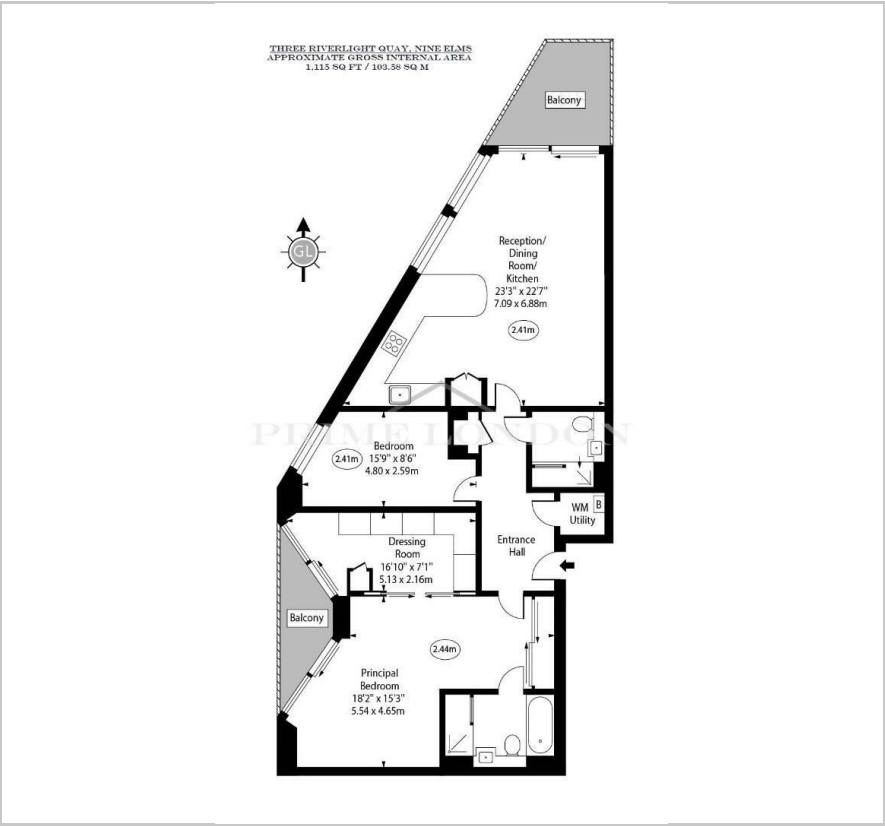 THREE RIVERLIGHT QUAY, NINE ELMS
APPROXIMATE GROSS INTERNAL AREA
1,115 SQ FT / 103.58 SQ M
Balcony
GL
Reception/
Dining
Room/
Kitchen
23'3" x 22'7"
7.09 x 6.88m
2.41m
PRIME LONDON
Bedroom
15'9" x 8'6"
4.80 x 2.59m
2.41m
WM
B
Utility
Entrance
Hall
Dressing
Room
16'10" x 7'1"
5.13 x 2.16m
Balcony
2.44m
Principal
Bedroom
18'2" x 15'3"
5.54 x 4.65m